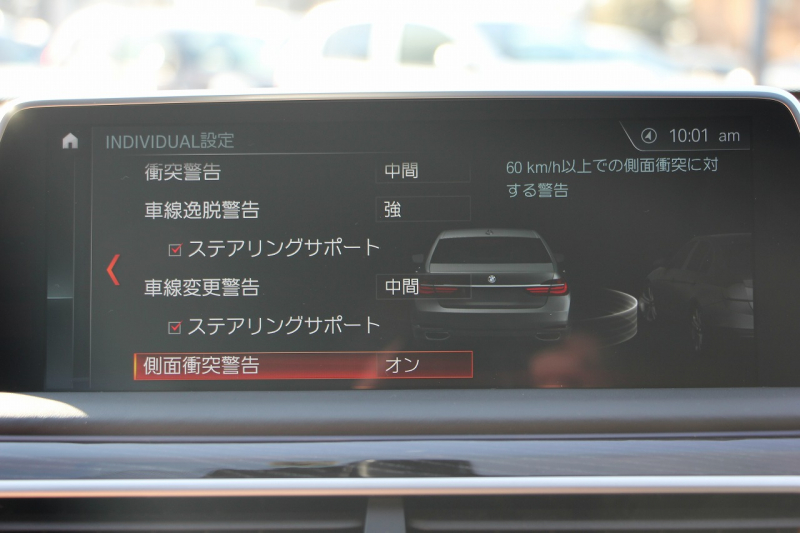 INDIVIDUAL設定
10:01 am
衝突警告 中間
車線逸脱警告 強
ステアリングサポート
車線変更警告 中間
ステアリングサポート
側面衝突警告 オン
60 km/h以上での側面衝突に対
する警告